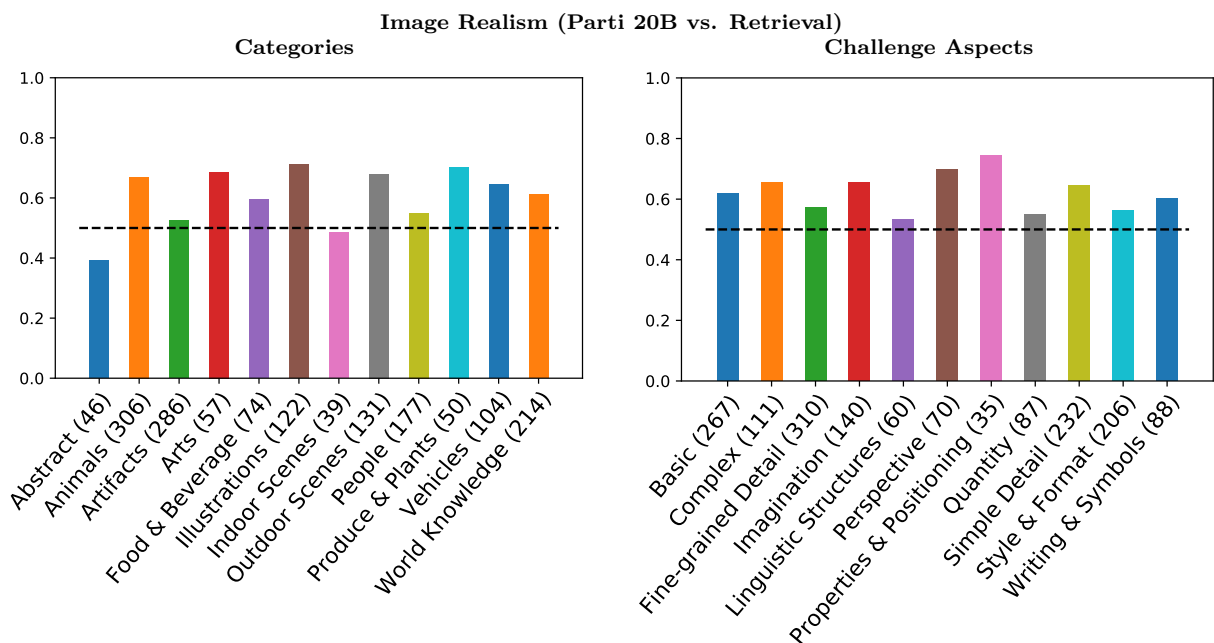 Image Realism (Parti 20B vs. Retrieval)
Categories
1.0
0.8
0.6
0.4
0.2
0.0
Abstract (46)
Animals (306)
Artifacts (286)
Arts (57)
Food & Beverage (74)
Illustrations (122)
Indoor Scenes (39)
Outdoor Scenes (131)
People (177)
Produce & Plants (50)
Vehicles (104)
World Knowledge (214)
Challenge Aspects
1.0
0.8
0.6
0.4
0.2
0.0
Basic (267)
Complex (111)
Fine-grained Detail (310)
Imagination (140)
Linguistic Structures (60)
Perspective (70)
Properties & Positioning (35)
Quantity (87)
Simple Detail (232)
Style & Format (206)
Writing & Symbols (88)